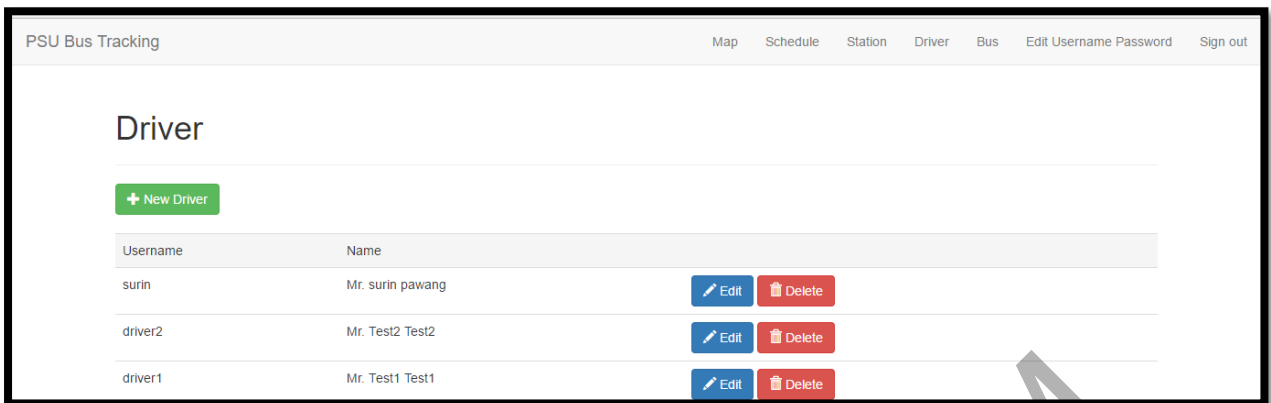 PSU Bus Tracking Map Schedule Station Driver Bus Edit Username Password Sign out
Driver
New Driver
Username Name
surin Mr. surin pawang Edit Delete
driver2 Mr. Test2 Test2 Edit Delete
driver1 Mr. Test1 Test1 Edit Delete